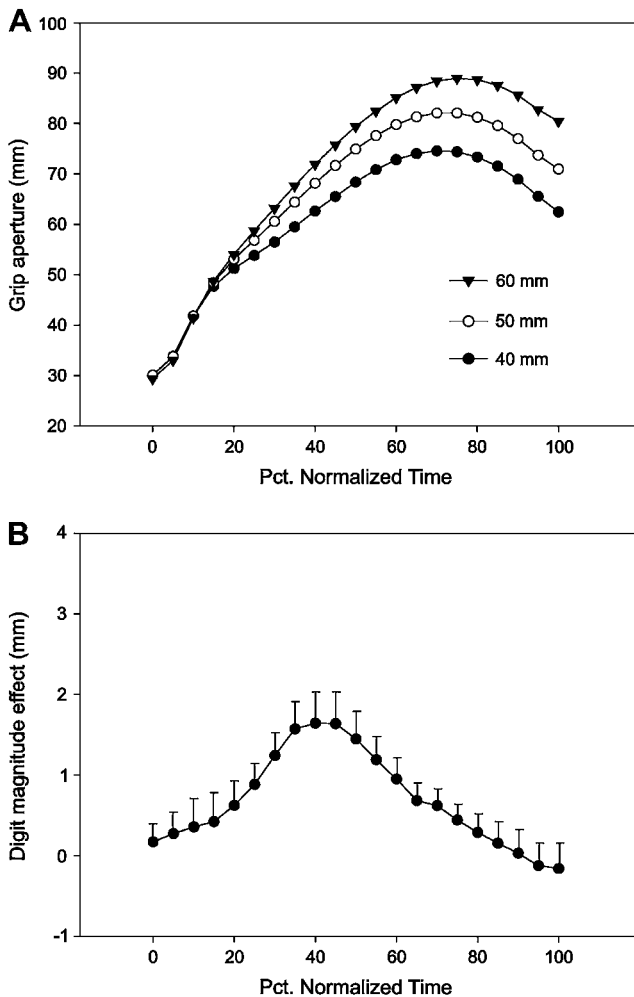 A
100
90
80
70
60
50
40
30
20
Grip aperture (mm)
60 mm
50 mm
40 mm
0 20 40 60 80 100
Pct. Normalized Time
B
4
3
2
1
0
-1
Digit magnitude effect (mm)
0 20 40 60 80 100
Pct. Normalized Time